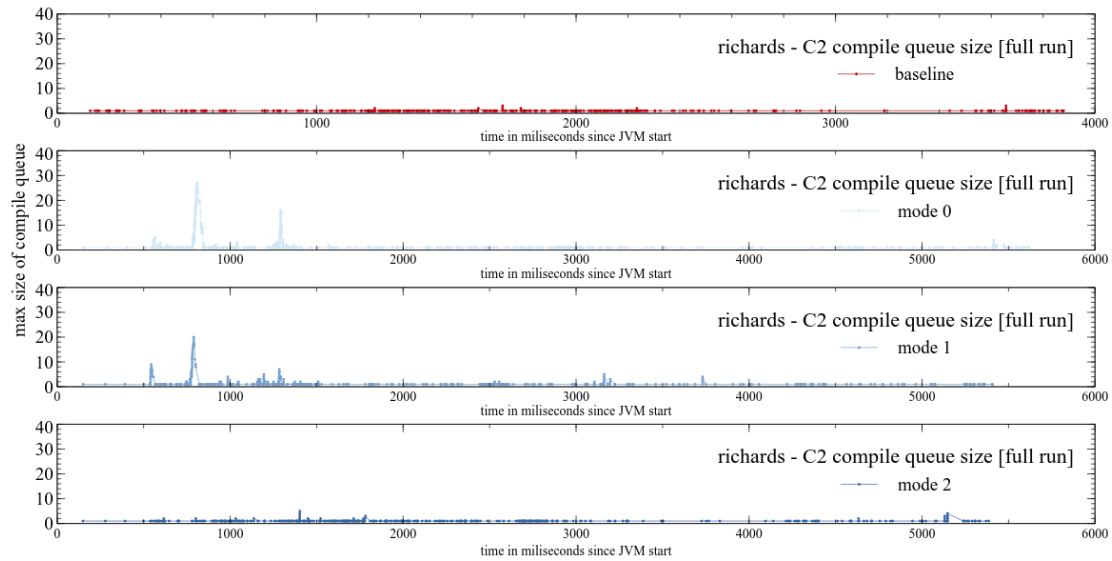 max size of compile queue
40
30
20
10
0
richards - C2 compile queue size [full run]
baseline
0 1000 2000 3000 4000
time in miliseconds since JVM start
40
30
20
10
0
richards - C2 compile queue size [full run]
mode 0
0 1000 2000 3000 4000 5000 6000
time in miliseconds since JVM start
40
30
20
10
0
richards - C2 compile queue size [full run]
mode 1
0 1000 2000 3000 4000 5000 6000
time in miliseconds since JVM start
40
30
20
10
0
richards - C2 compile queue size [full run]
mode 2
0 1000 2000 3000 4000 5000 6000
time in miliseconds since JVM start